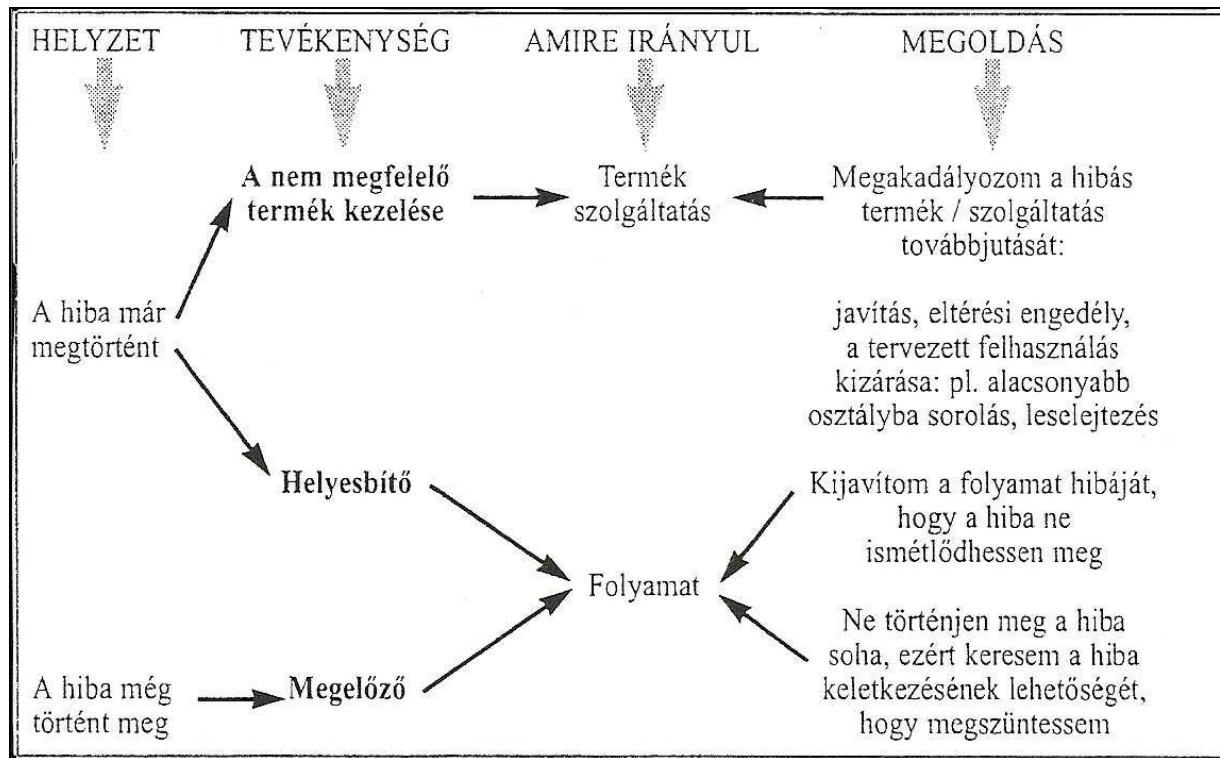 HELYZET
TEVÉKENYSÉG
AMIRE IRÁNYUL
MEGOLDÁS
A nem megfelelő
termék kezelése
Termék
szolgáltatás
Megakadályozom a hibás
termék / szolgáltatás
továbbjutását:
A hiba már
megtörtént
javítás, eltérési engedély,
a tervezett felhasználás
kizárása: pl. alacsonyabb
osztályba sorolás, leselejtezés
Helyesbítő
Kijavítom a folyamat hibáját,
hogy a hiba ne
ismétlődhessen meg
Folyamat
A hiba még
történt meg
Megelőző
Ne történjen meg a hiba
soha, ezért keresem a hiba
keletkezésének lehetőségét,
hogy megszüntessem